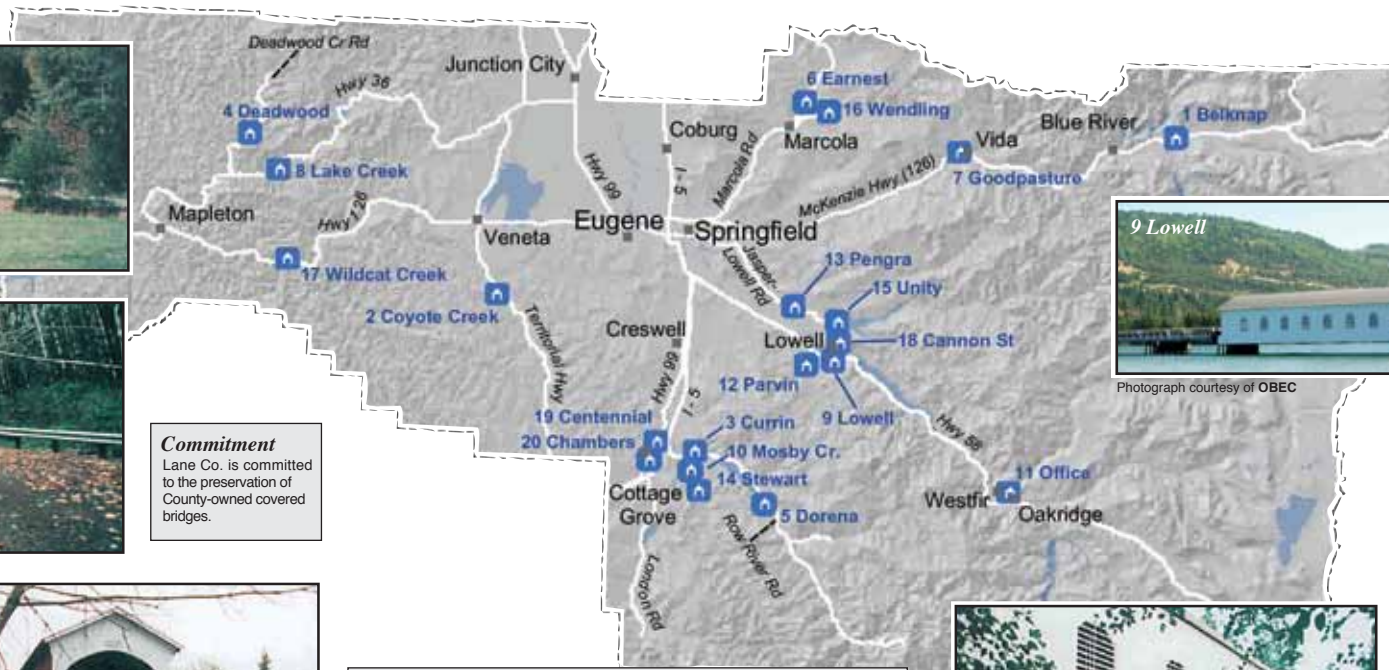 Deadwood Cr Rd
Junction City
Hwy 36
4 Deadwood
8 Lake Creek
Mapleton
Hwy 126
17 Wildcat Creek
Veneta
2 Coyote Creek
Territorial Hwy
Hwy 99
Eugene
Coburg
I - 5
Springfield
6 Earnest
16 Wendling
Marcola
Marcola Rd
McKenzie Hwy (126)
Vida
7 Goodpasture
Blue River
1 Belknap
Jasper-
Lowell Rd
13 Pengra
15 Unity
Lowell
18 Cannon St
12 Parvin
9 Lowell
Creswell
Hwy 99
I - 5
Hwy 58
19 Centennial
20 Chambers
3 Currin
10 Mosby Cr.
14 Stewart
Cottage
Grove
5 Dorena
Row River Rd
London Rd
11 Office
Westfir
Oakridge
9 Lowell
Photograph courtesy of OBEC
Commitment
Lane Co. is committed
to the preservation of
County-owned covered
bridges.